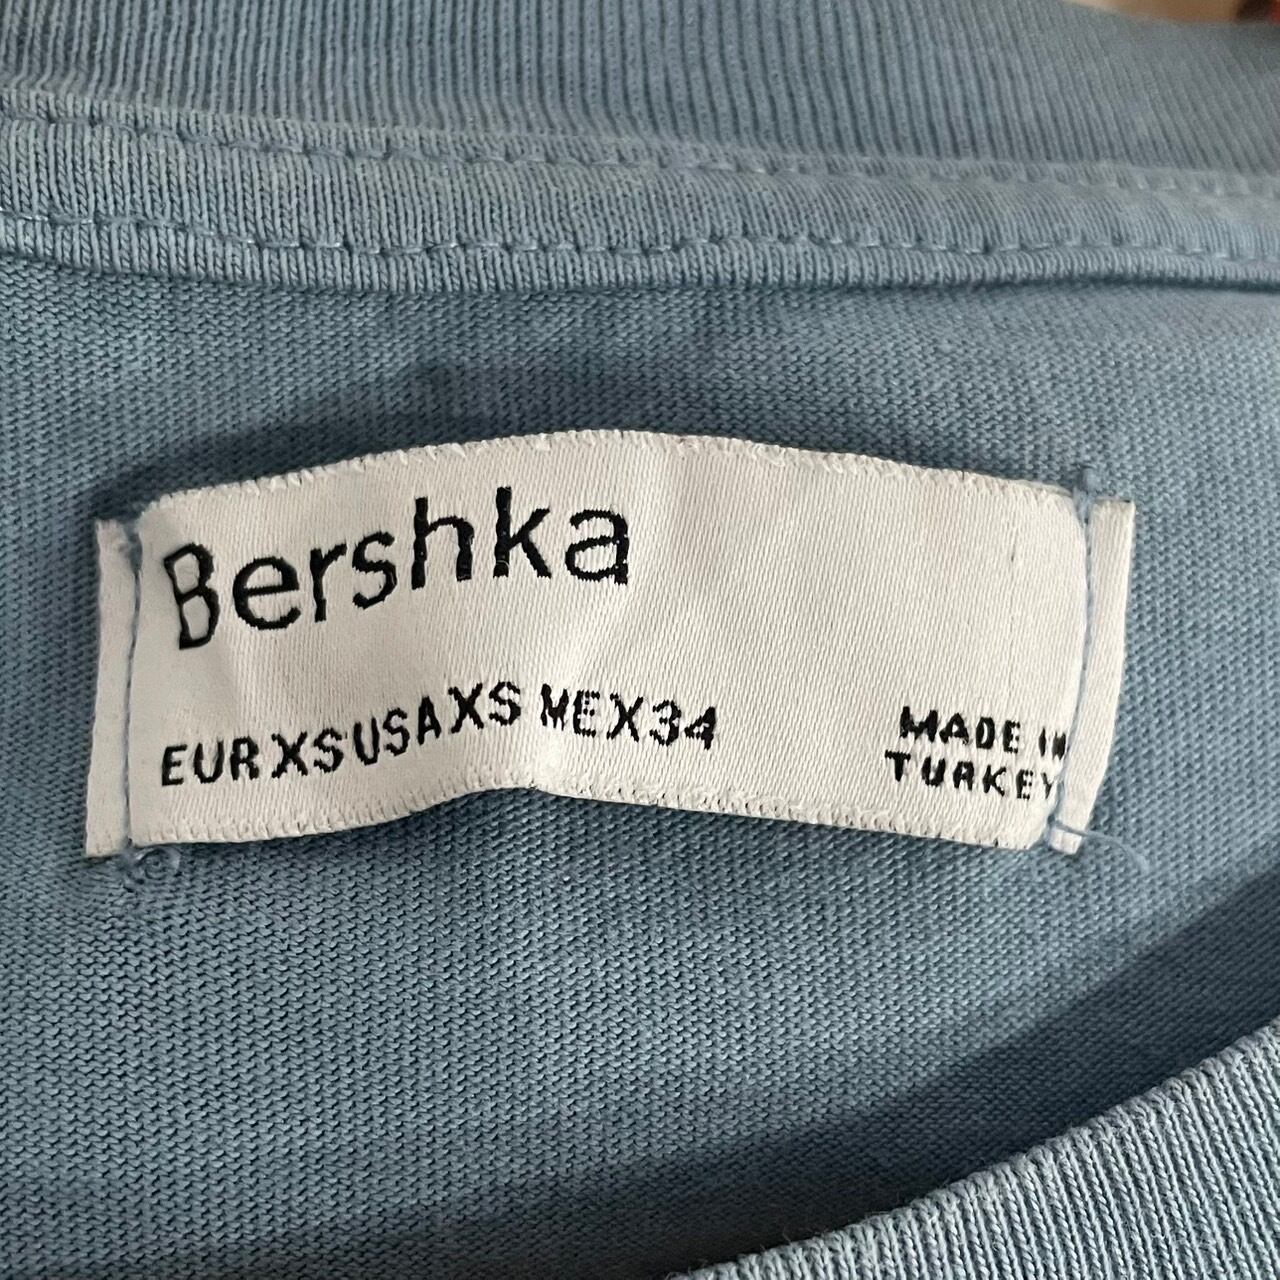 Bershka
EUR XS USA XS MEX 34
MADE IN
TURKEY